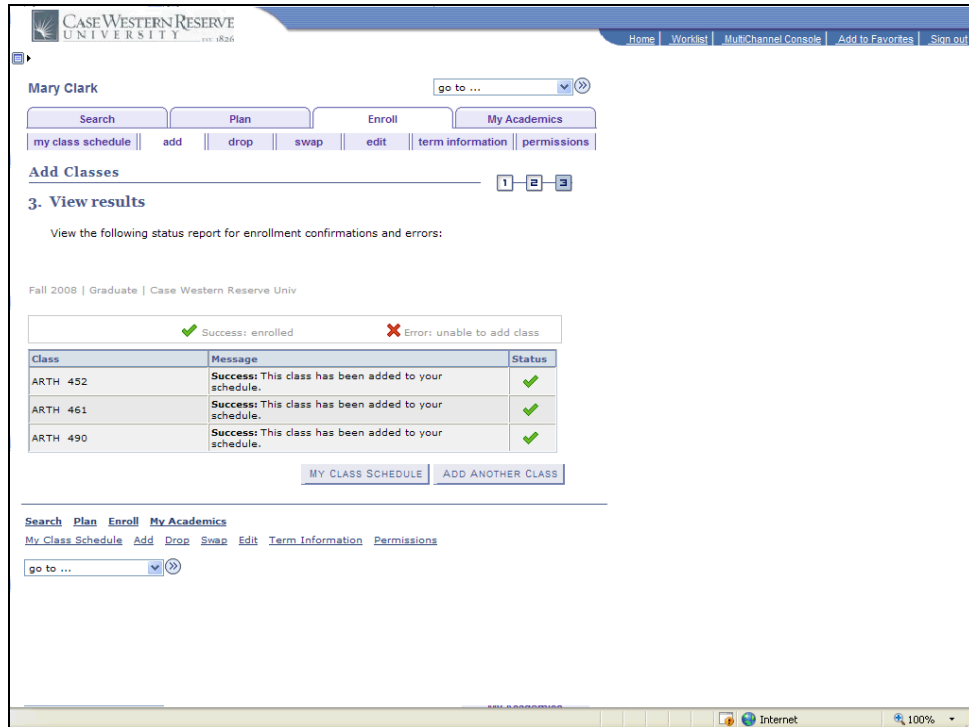 CASE WESTERN RESERVE
UNIVERSITY EST. 1826
Home Worklist MultiChannel Console Add to Favorites Sign out
Mary Clark
go to ...
Search Plan Enroll My Academics
my class schedule add drop swap edit term information permissions
Add Classes
1 2 3
3. View results
View the following status report for enrollment confirmations and errors:
Fall 2008 | Graduate | Case Western Reserve Univ
Success: enrolled Error: unable to add class
Class Message Status
ARTH 452 Success: This class has been added to your
schedule.
ARTH 461 Success: This class has been added to your
schedule.
ARTH 490 Success: This class has been added to your
schedule.
MY CLASS SCHEDULE ADD ANOTHER CLASS
Search Plan Enroll My Academics
My Class Schedule Add Drop Swap Edit Term Information Permissions
go to ...
Internet 100%